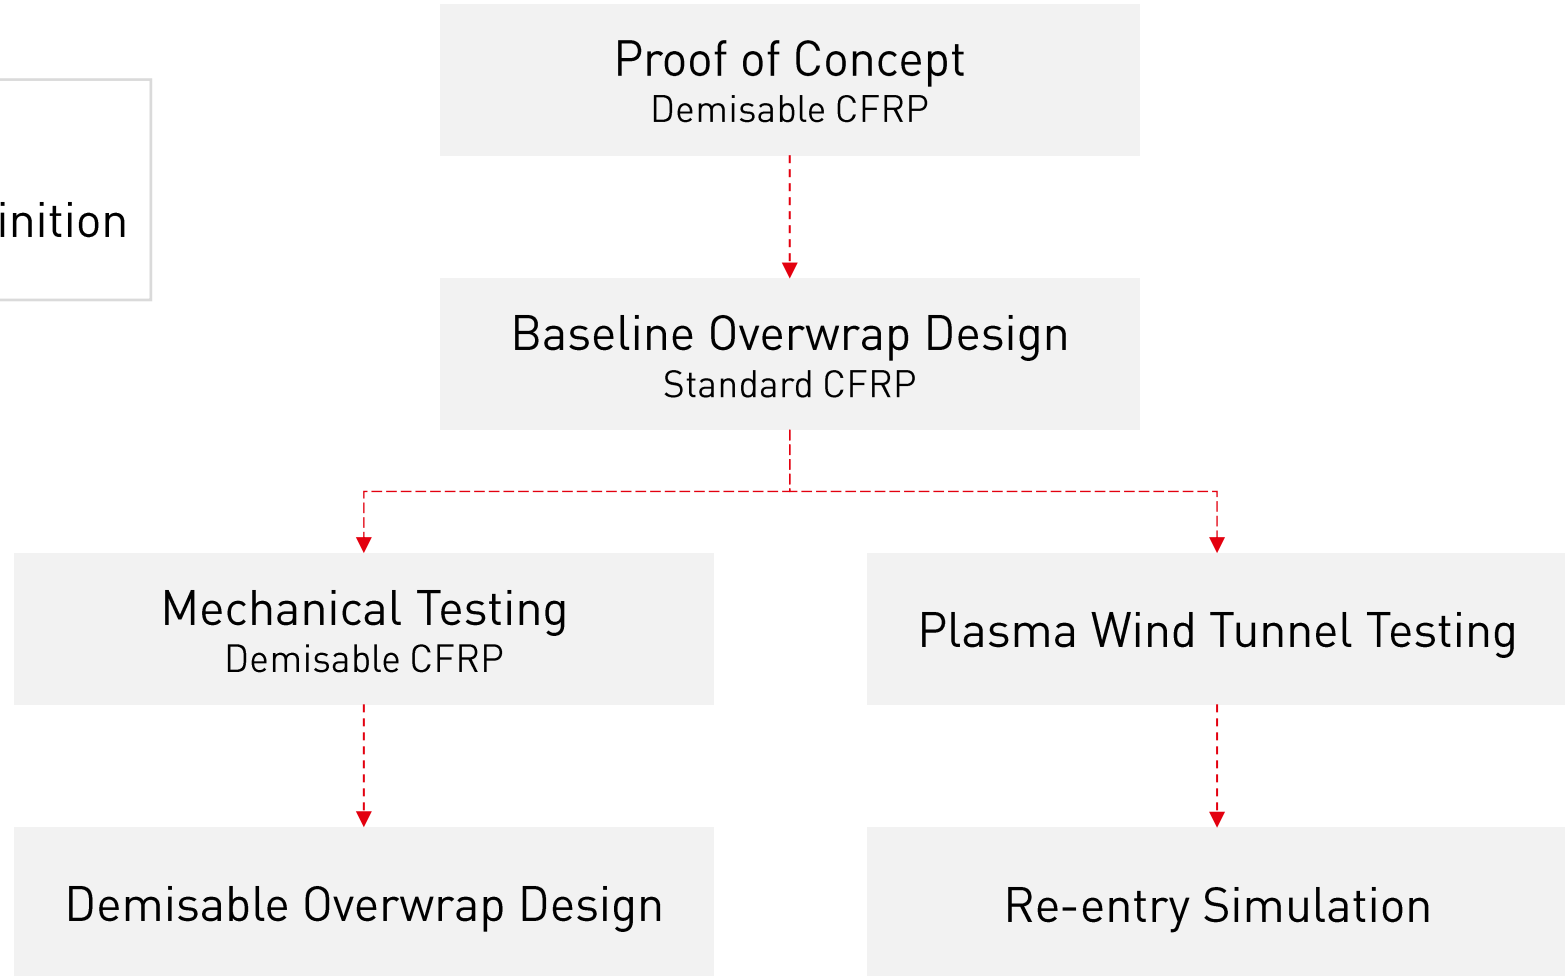 Proof of Concept
Demisable CFRP
inition
Baseline Overwrap Design
Standard CFRP
Mechanical Testing
Demisable CFRP
Plasma Wind Tunnel Testing
Demisable Overwrap Design
Re-entry Simulation